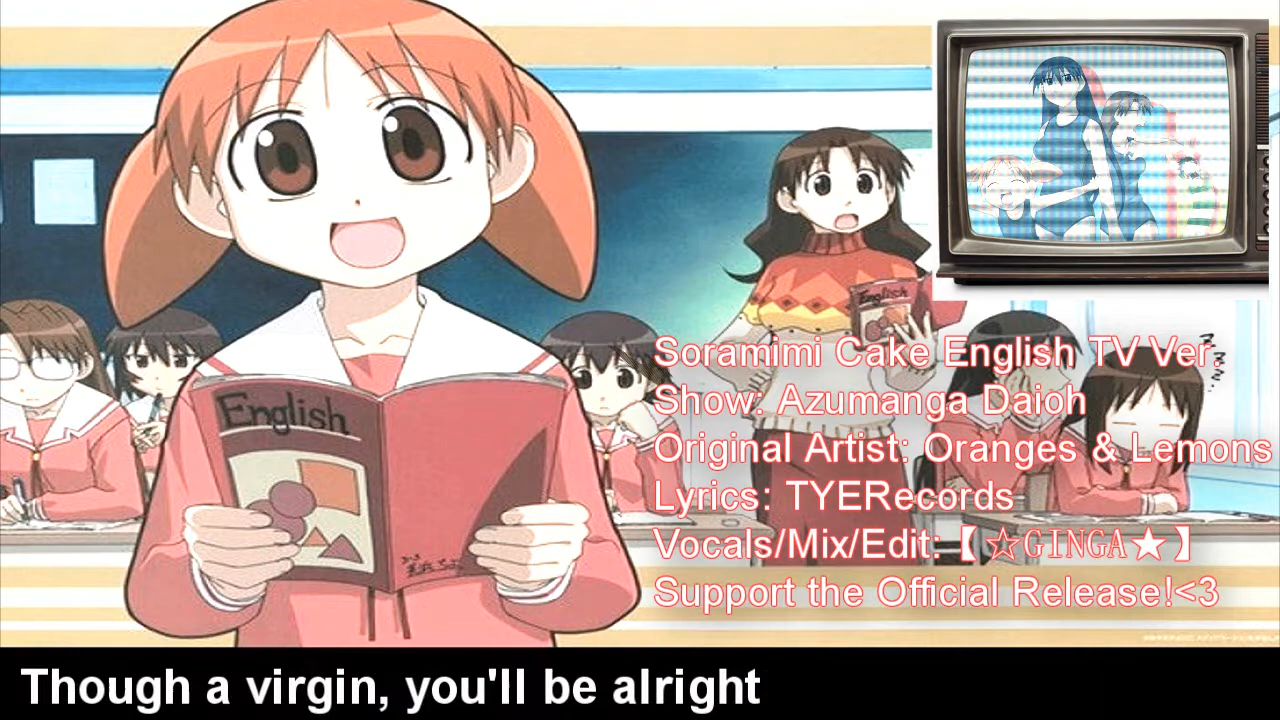 English
Soramimi Cake English TV Ver.
Show: Azumanga Daioh
Original Artist: Oranges & Lemons
Lyrics: TYERecords
Vocals/Mix/Edit:【☆GINGA★】
Support the Official Release!<3
English
Though a virgin, you'll be alright